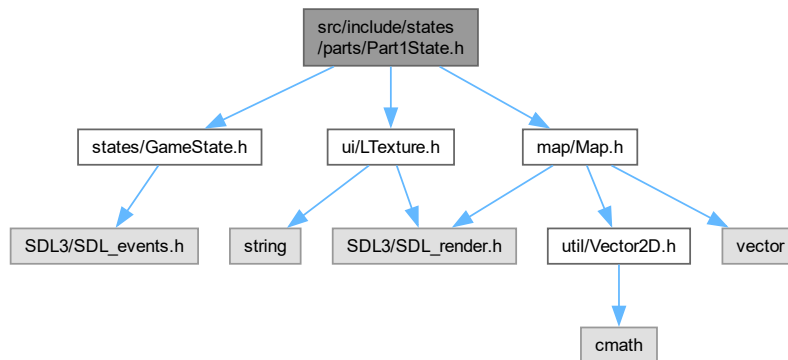 src/include/states
/parts/Part1State.h
states/GameState.h
ui/LTexture.h
map/Map.h
SDL3/SDL_events.h
string
SDL3/SDL_render.h
util/Vector2D.h
vector
cmath